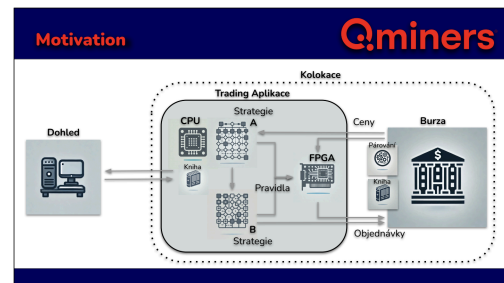 Motivation
Qminers
Kolokace
Trading Aplikace
Strategie
A
CPU
Ceny
Burza
Dohled
FPGA
Párování
Kniha
Kniha
Pravidla
B
Strategie
Objednávky
$